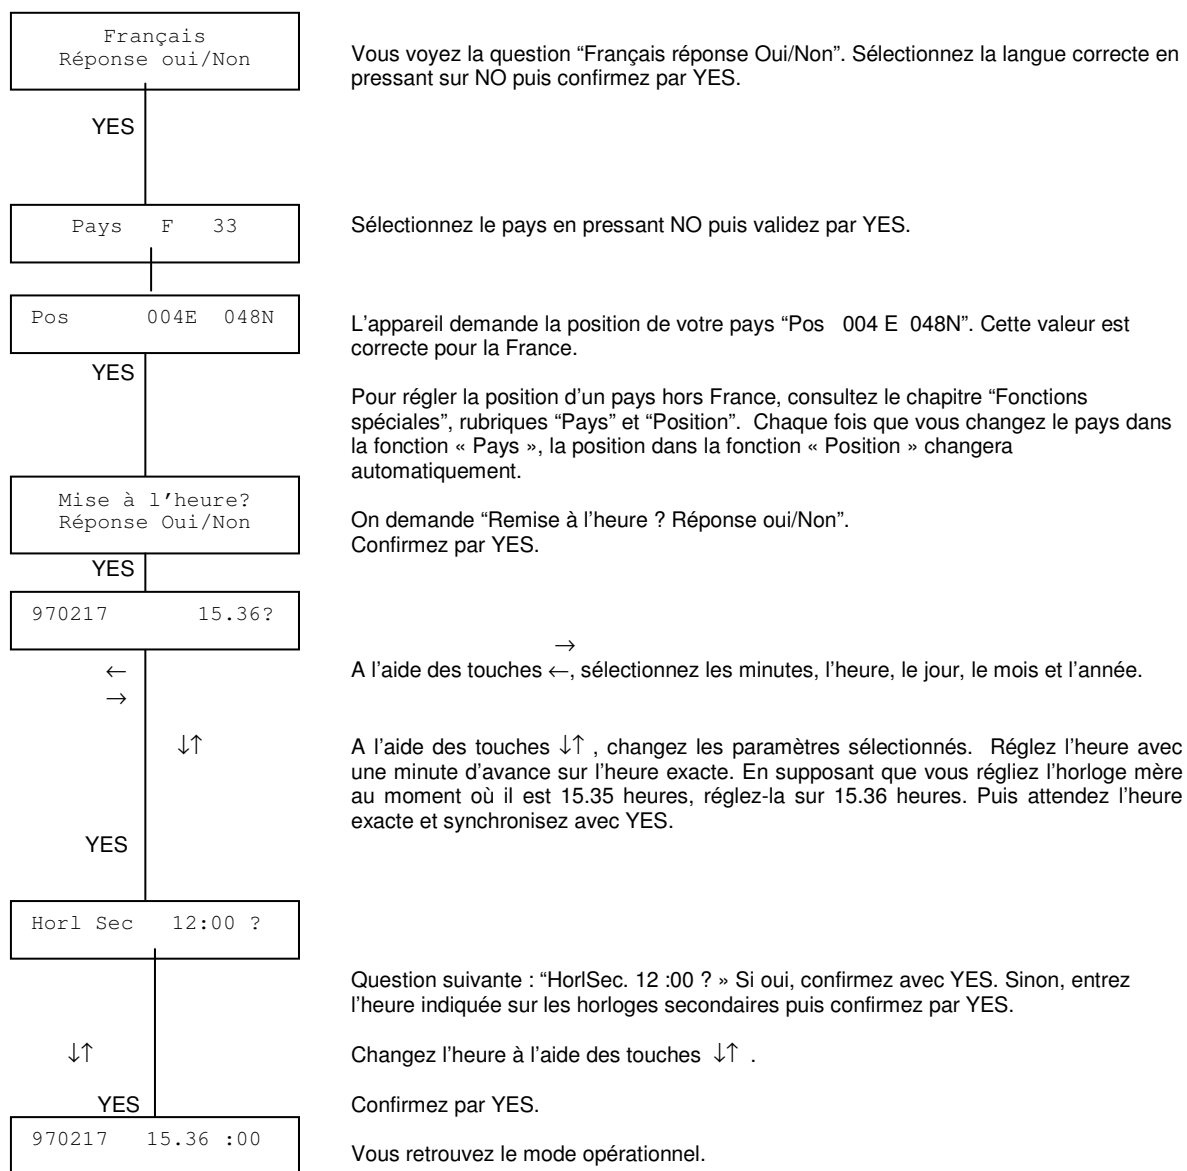 Français
Réponse oui/Non
Vous voyez la question “Français réponse Oui/Non”. Sélectionnez la langue correcte en
pressant sur NO puis confirmez par YES.
YES
Pays F 33
Sélectionnez le pays en pressant NO puis validez par YES.
Pos 004E 048N
L'appareil demande la position de votre pays “Pos 004 E 048N”. Cette valeur est
correcte pour la France.
YES
Pour régler la position d'un pays hors France, consultez le chapitre “Fonctions
spéciales”, rubriques “Pays” et “Position”. Chaque fois que vous changez le pays dans
la fonction « Pays », la position dans la fonction « Position » changera
automatiquement.
Mise à l'heure?
Réponse Oui/Non
On demande “Remise à l'heure ? Réponse oui/Non”.
Confirmez par YES.
YES
970217 15.36?
→
← A l'aide des touches ←, sélectionnez les minutes, l'heure, le jour, le mois et l'année.
→
↓↑
A l'aide des touches ↓↑ , changez les paramètres sélectionnés. Réglez l'heure avec
une minute d'avance sur l'heure exacte. En supposant que vous régliez l'horloge mère
au moment où il est 15.35 heures, réglez-la sur 15.36 heures. Puis attendez l'heure
exacte et synchronisez avec YES.
YES
Horl Sec 12:00 ?
Question suivante : “HorlSec. 12 :00 ? » Si oui, confirmez avec YES. Sinon, entrez
l'heure indiquée sur les horloges secondaires puis confirmez par YES.
↓↑
Changez l'heure à l'aide des touches ↓↑ .
YES
Confirmez par YES.
970217 15.36 :00
Vous retrouvez le mode opérationnel.